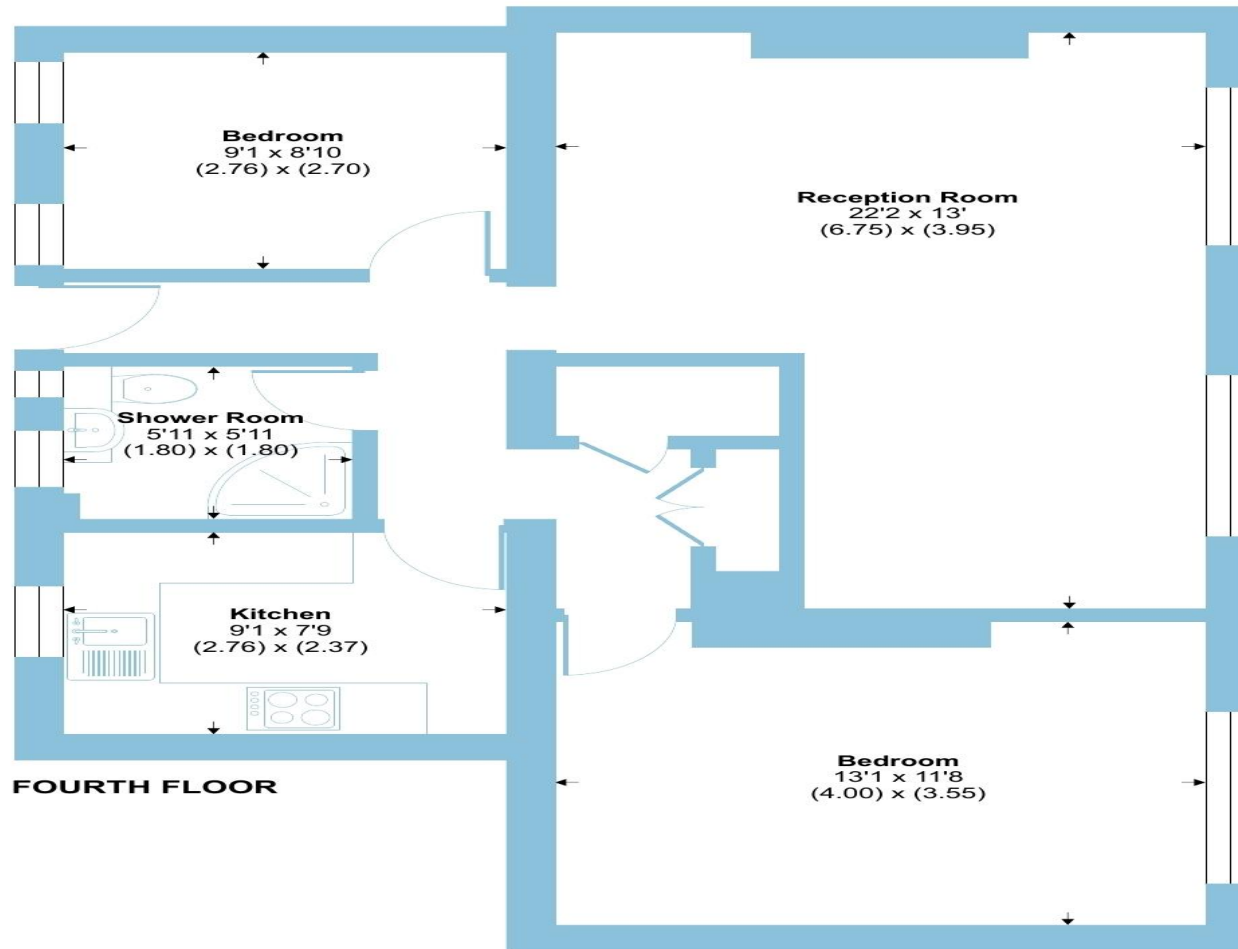 Bedroom
9'1 x 8'10
(2.76) x (2.70)
Reception Room
22'2 x 13'
(6.75) x (3.95)
Shower Room
5'11 x 5'11
(1.80) x (1.80)
Kitchen
9'1 x 7'9
(2.76) x (2.37)
Bedroom
13'1 x 11'8
(4.00) x (3.55)
FOURTH FLOOR